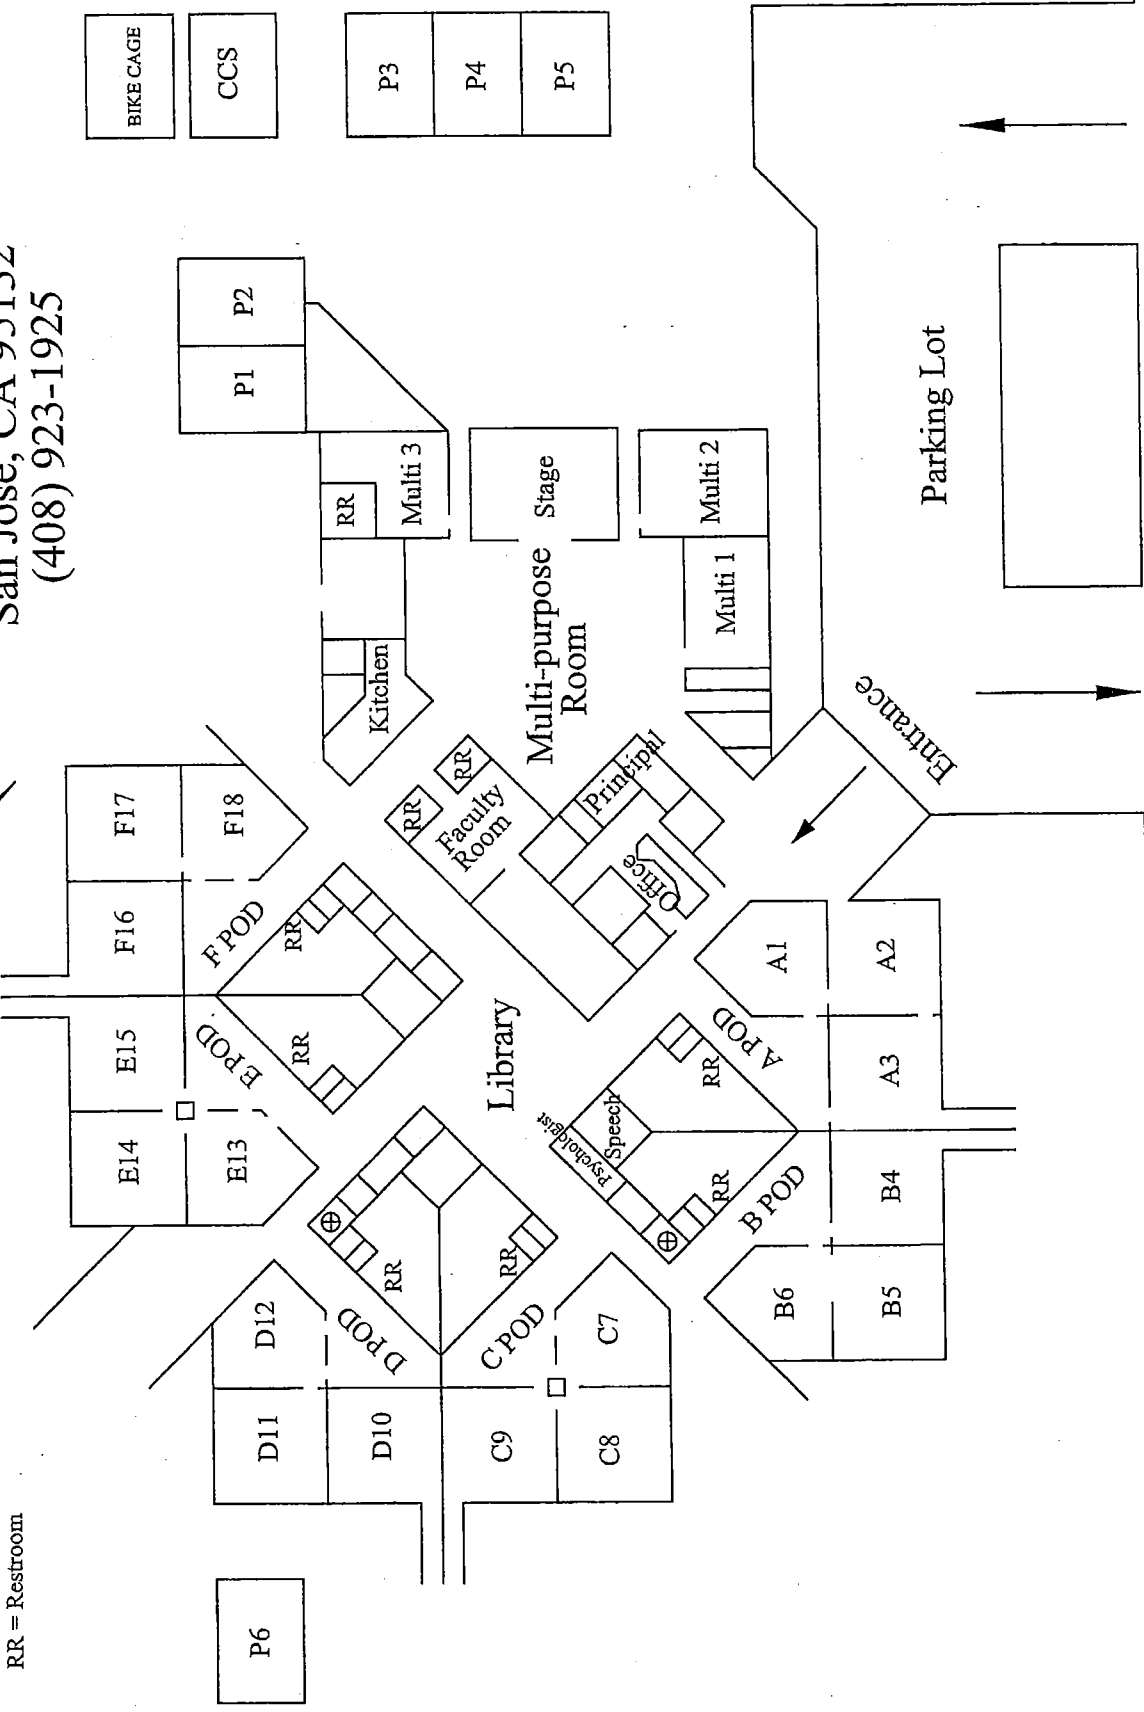 San Jose, CA 95132
(408) 923-1925
RR = Restroom
BIKE CAGE
CCS
P3
P4
P5
P1
P2
RR
Multi 3
Stage
Multi 2
Multi 1
Multi-purpose
Room
Kitchen
Parking Lot
Entrance
F17
F18
F16
F POD
RR
E15
E POD
RR
E14
E13
RR
RR
Faculty
Room
Principal
Office
Library
A1
A2
A3
A POD
RR
Speech
Psychologist
RR
B POD
B4
B5
B6
D12
D POD
RR
D11
D10
RR
C POD
C7
C9
C8
P6